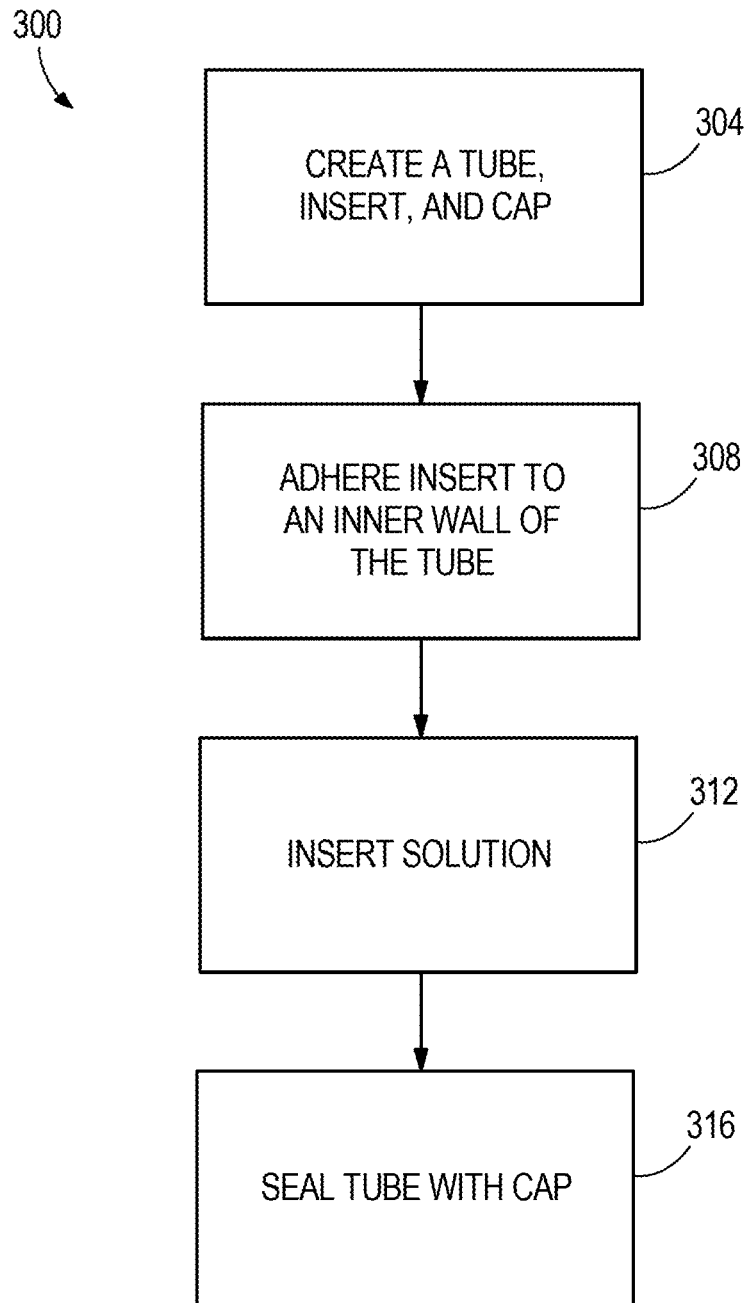 300
304
CREATE A TUBE,
INSERT, AND CAP
308
ADHERE INSERT TO
AN INNER WALL OF
THE TUBE
312
INSERT SOLUTION
316
SEAL TUBE WITH CAP